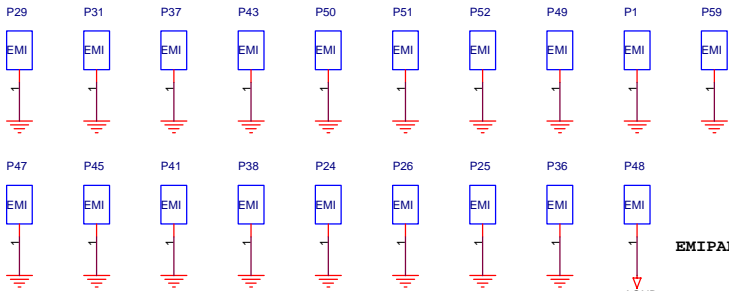 P29 P31 P37 P43 P50 P51 P52 P49 P1 P59
EMI EMI EMI EMI EMI EMI EMI EMI EMI EMI
1 1 1 1 1 1 1 1 1 1
P47 P45 P41 P38 P24 P26 P25 P36 P48
EMI EMI EMI EMI EMI EMI EMI EMI EMI
1 1 1 1 1 1 1 1 1